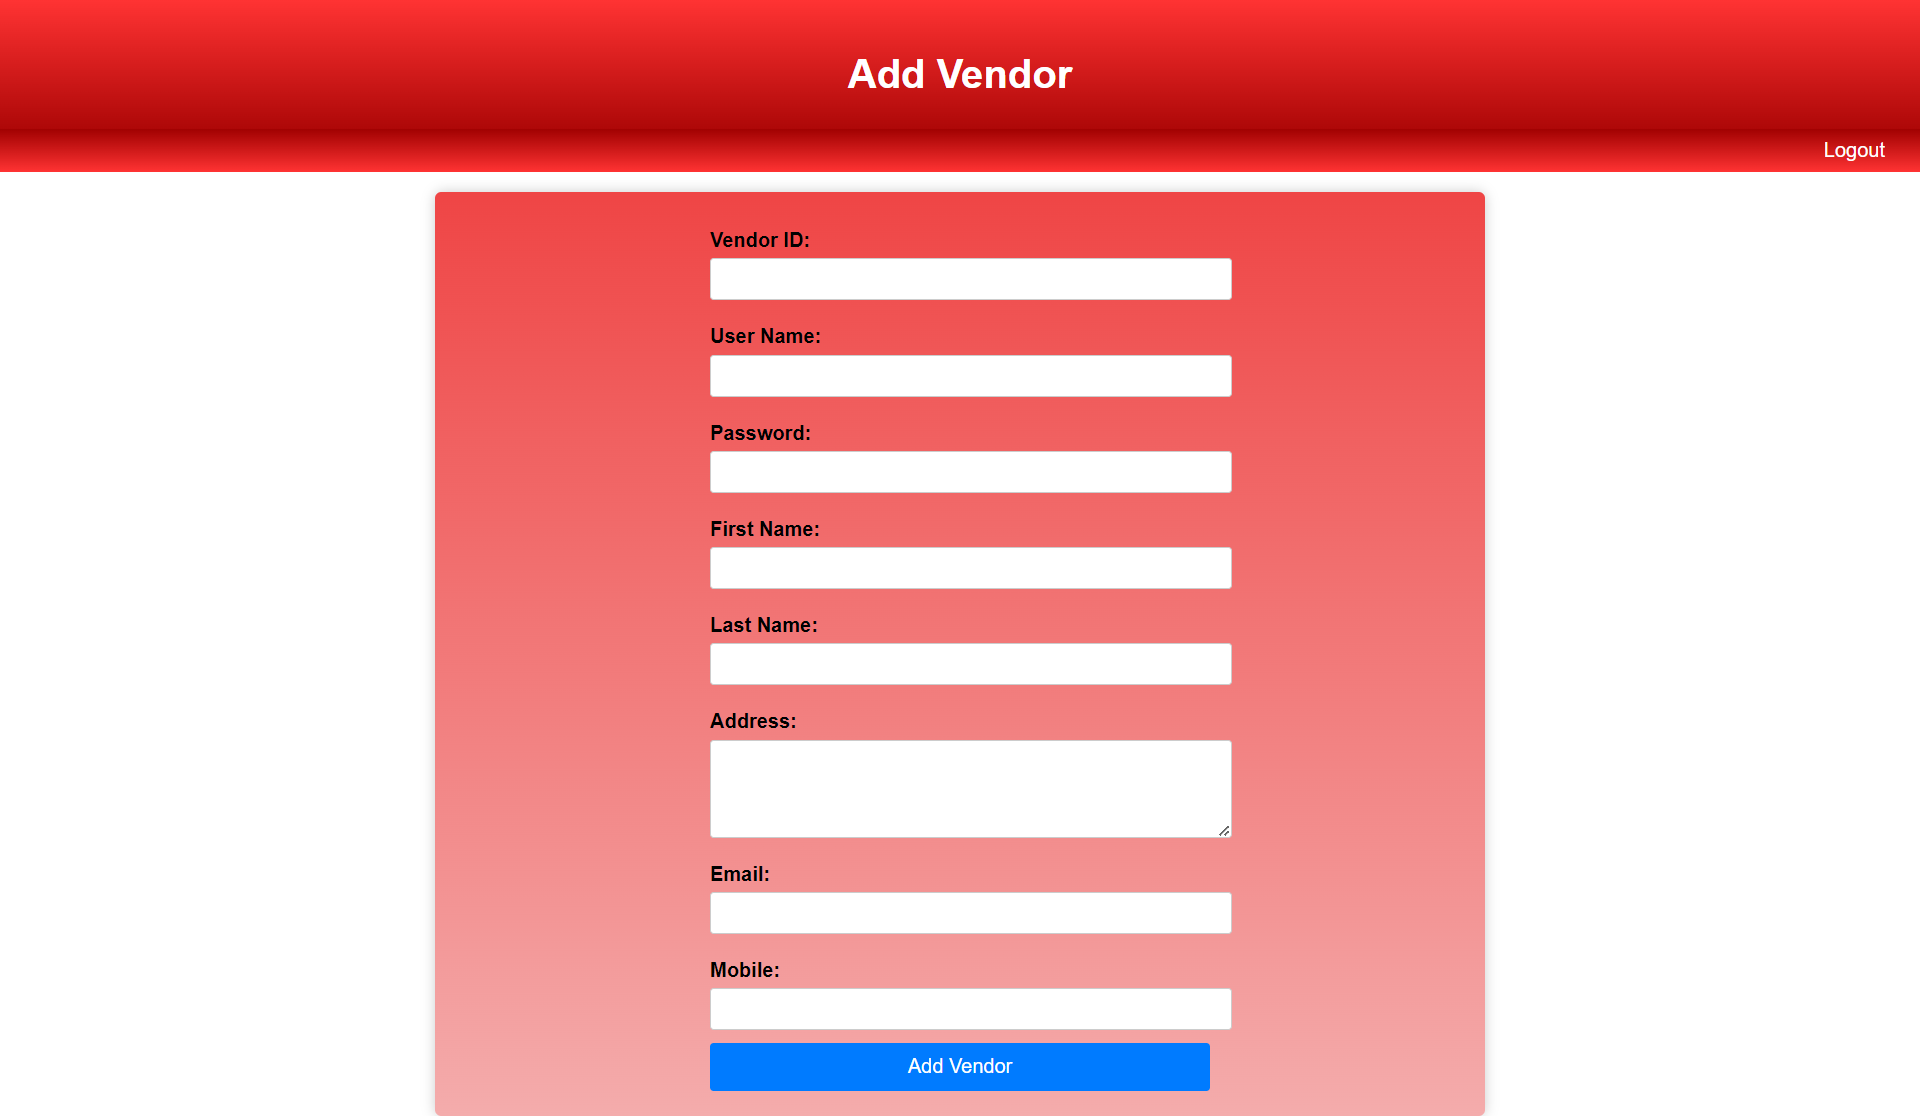 Add Vendor
Logout
Vendor ID:
User Name:
Password:
First Name:
Last Name:
Address:
Email:
Mobile:
Add Vendor